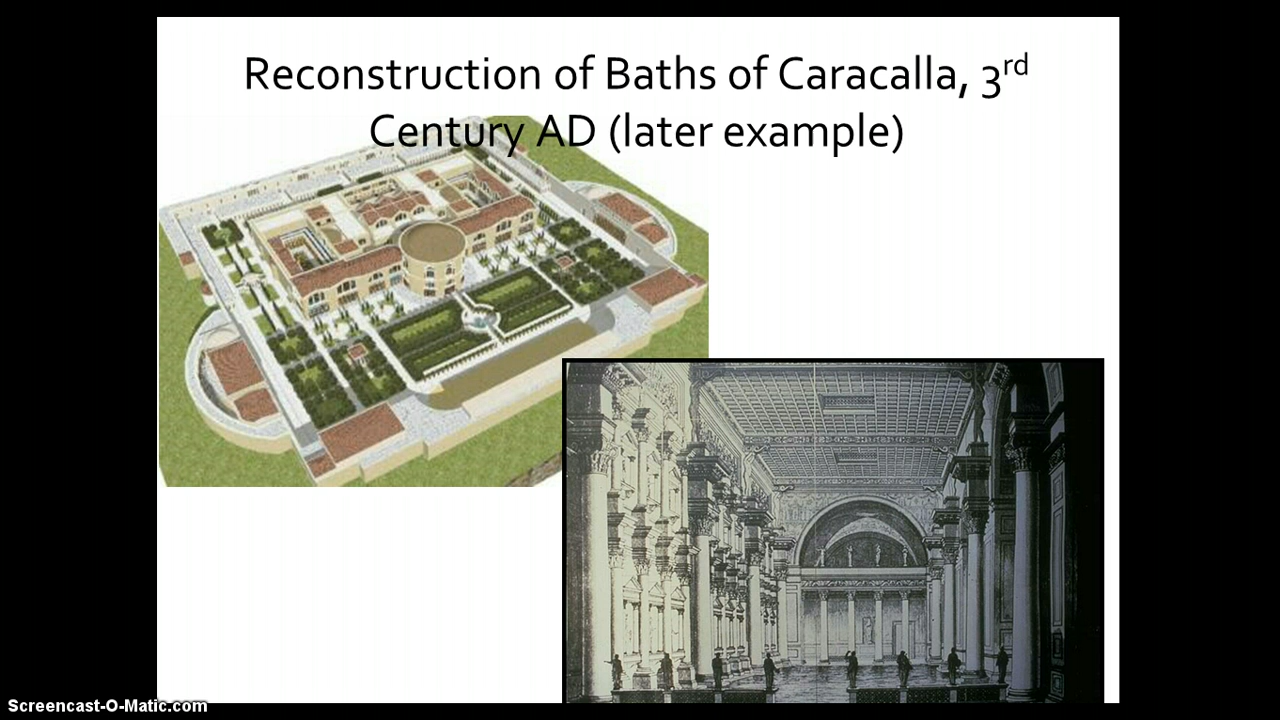 Reconstruction of Baths of Caracalla, 3rd
Century AD (later example)
Screencast-O-Matic.com